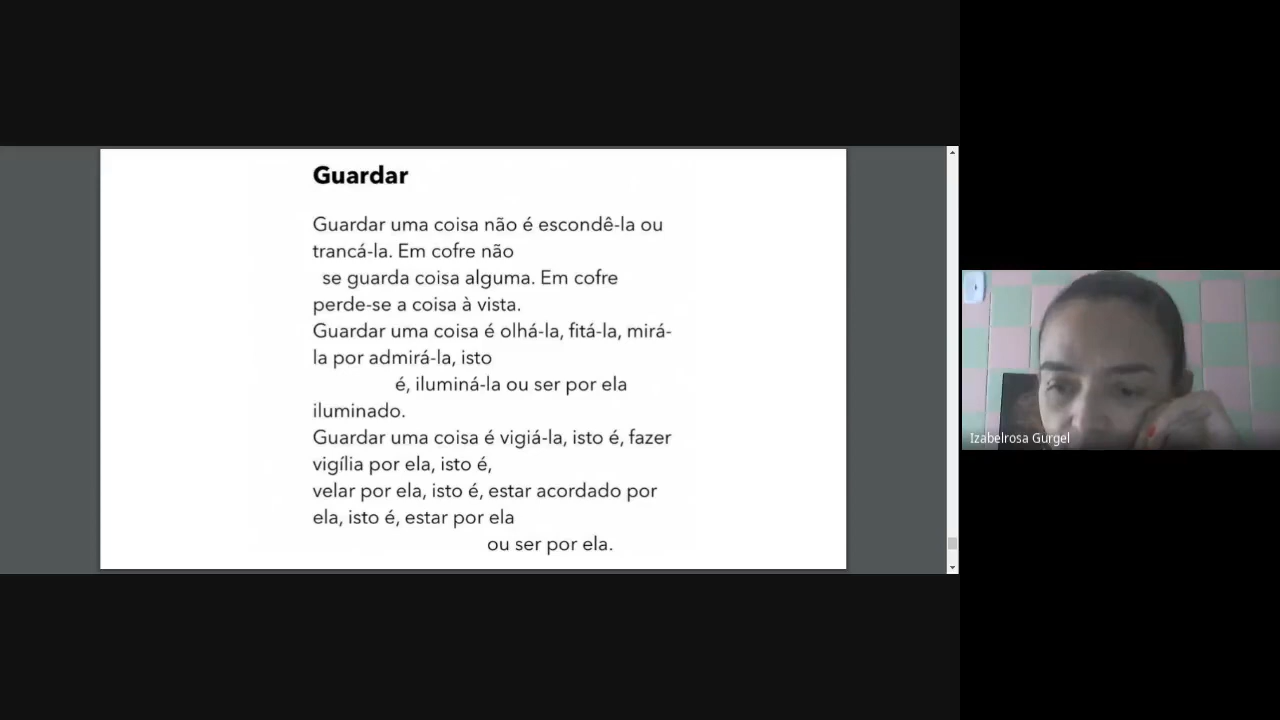 Guardar
Guardar uma coisa não é escondê-la ou
trancá-la. Em cofre não
se guarda coisa alguma. Em cofre
perde-se a coisa à vista.
Guardar uma coisa é olhá-la, fitá-la, mirá-
la por admirá-la, isto
é, iluminá-la ou ser por ela
iluminado.
Guardar uma coisa é vigiá-la, isto é, fazer
vigília por ela, isto é,
velar por ela, isto é, estar acordado por
ela, isto é, estar por ela
ou ser por ela.
Izabelrosa Gurgel